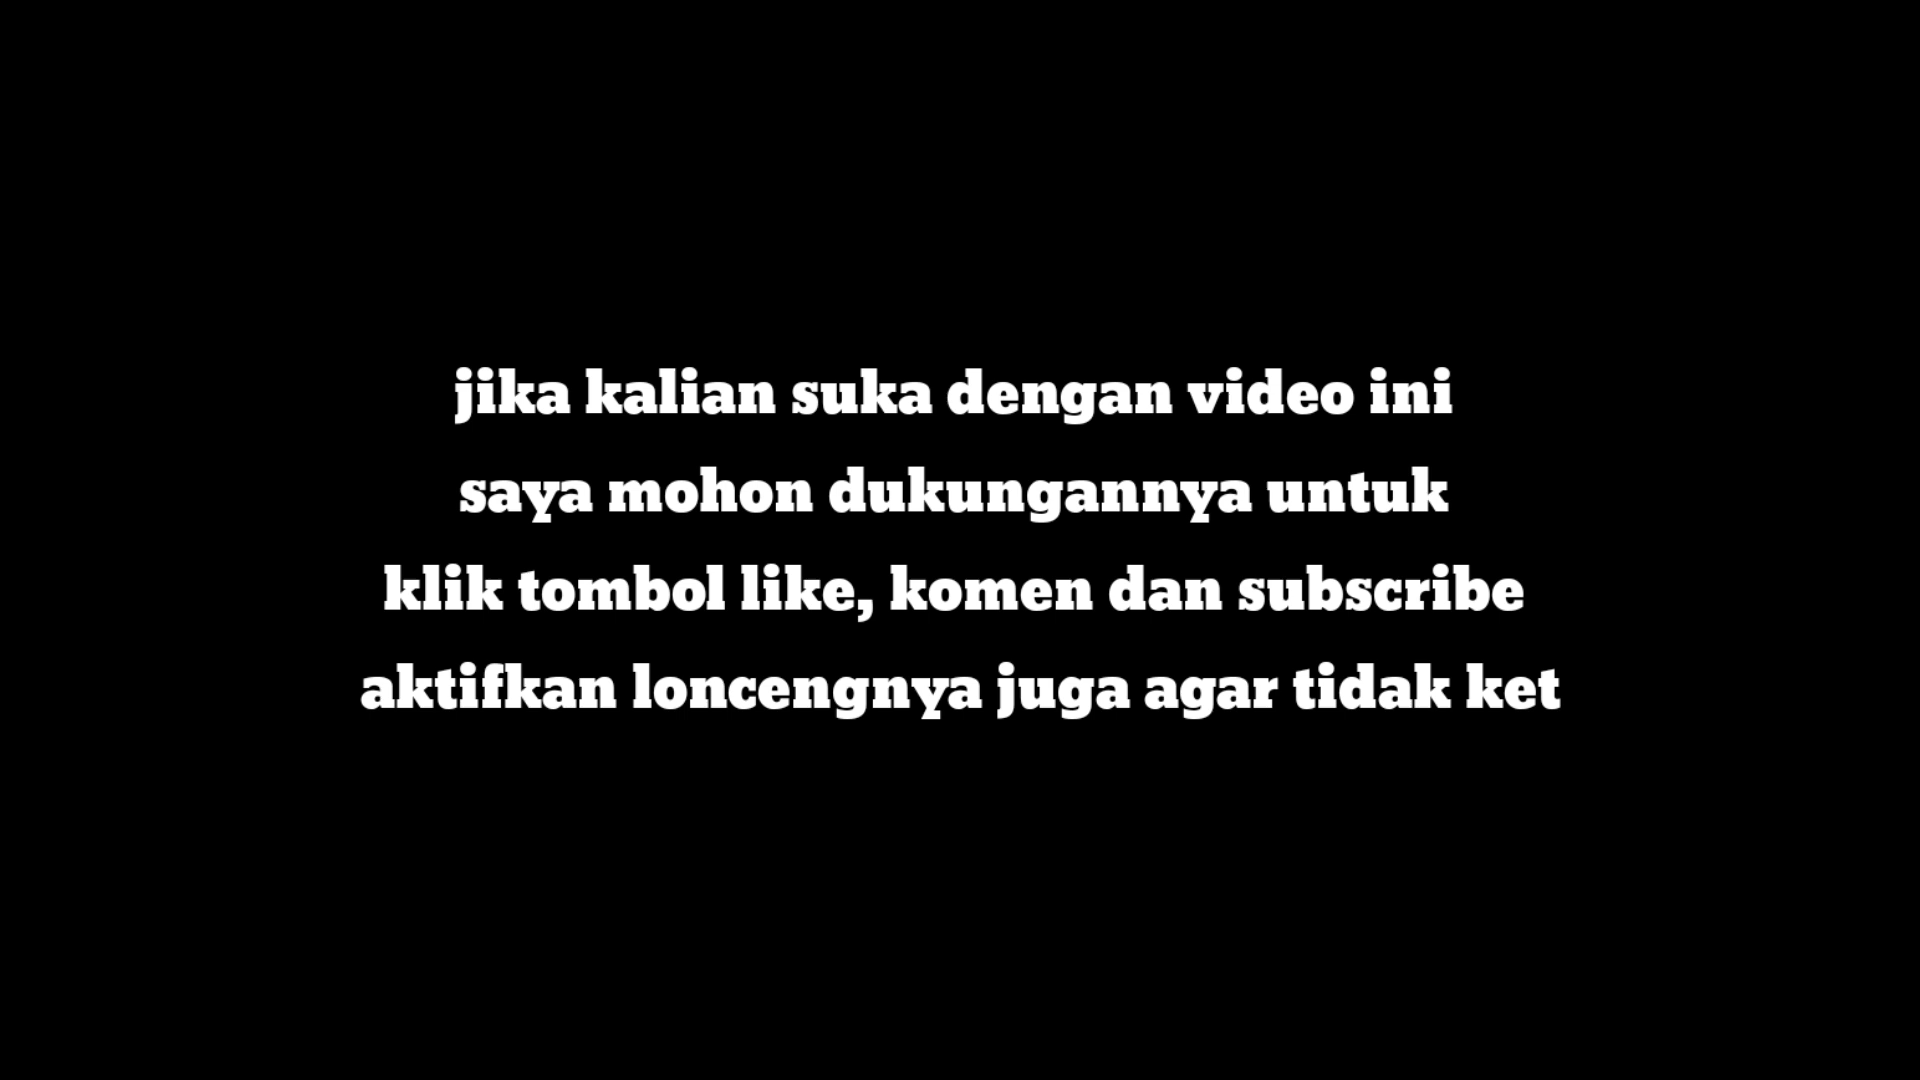 jika kalian suka dengan video ini
saya mohon dukungannya untuk
klik tombol like, komen dan subscribe
aktifkan loncengnya juga agar tidak ket